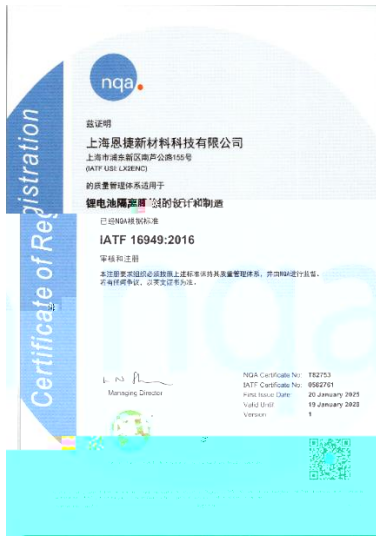 nqa.
Certificate of Registration
兹证明
上海恩捷新材料科技有限公司
上海市浦东新区南芦公路155号
(IATF USI: LX2ENC)
的质量管理体系适用于
锂电池隔离膜 的设计和制造
已经NQA根据标准
IATF 16949:2016
审核和注册
本注册要求组织必须按照上述标准保持其质量管理体系，并由NQA进行监督。
若有任何争议，以英文证书为准。
Managing Director
NQA Certificate No: T82753
IATF Certificate No: 0562761
First Issue Date: 20 January 2025
Valid Until: 19 January 2028
Version: 1